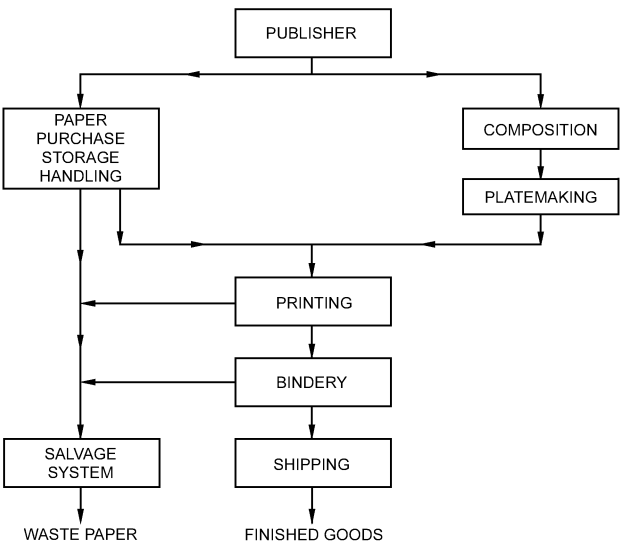 PUBLISHER
PAPER
PURCHASE
STORAGE
HANDLING
COMPOSITION
PLATEMAKING
PRINTING
BINDERY
SALVAGE
SYSTEM
SHIPPING
WASTE PAPER
FINISHED GOODS